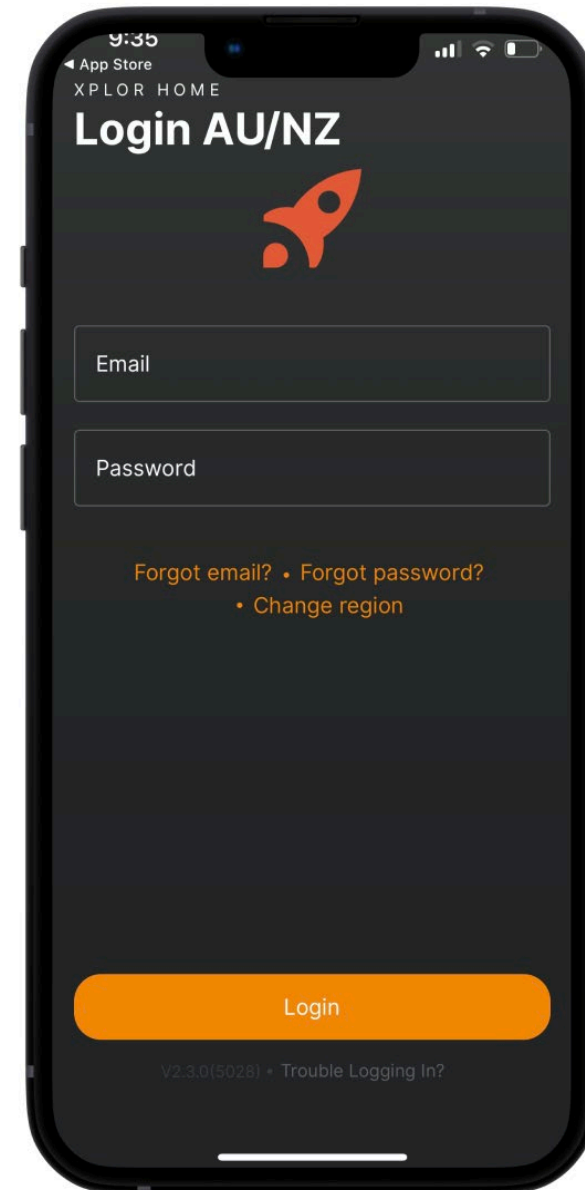 9:35
◀ App Store
XPLOR HOME
Login AU/NZ
Email
Password
Forgot email? • Forgot password?
• Change region
Login
V2.3.0(5028) • Trouble Logging In?